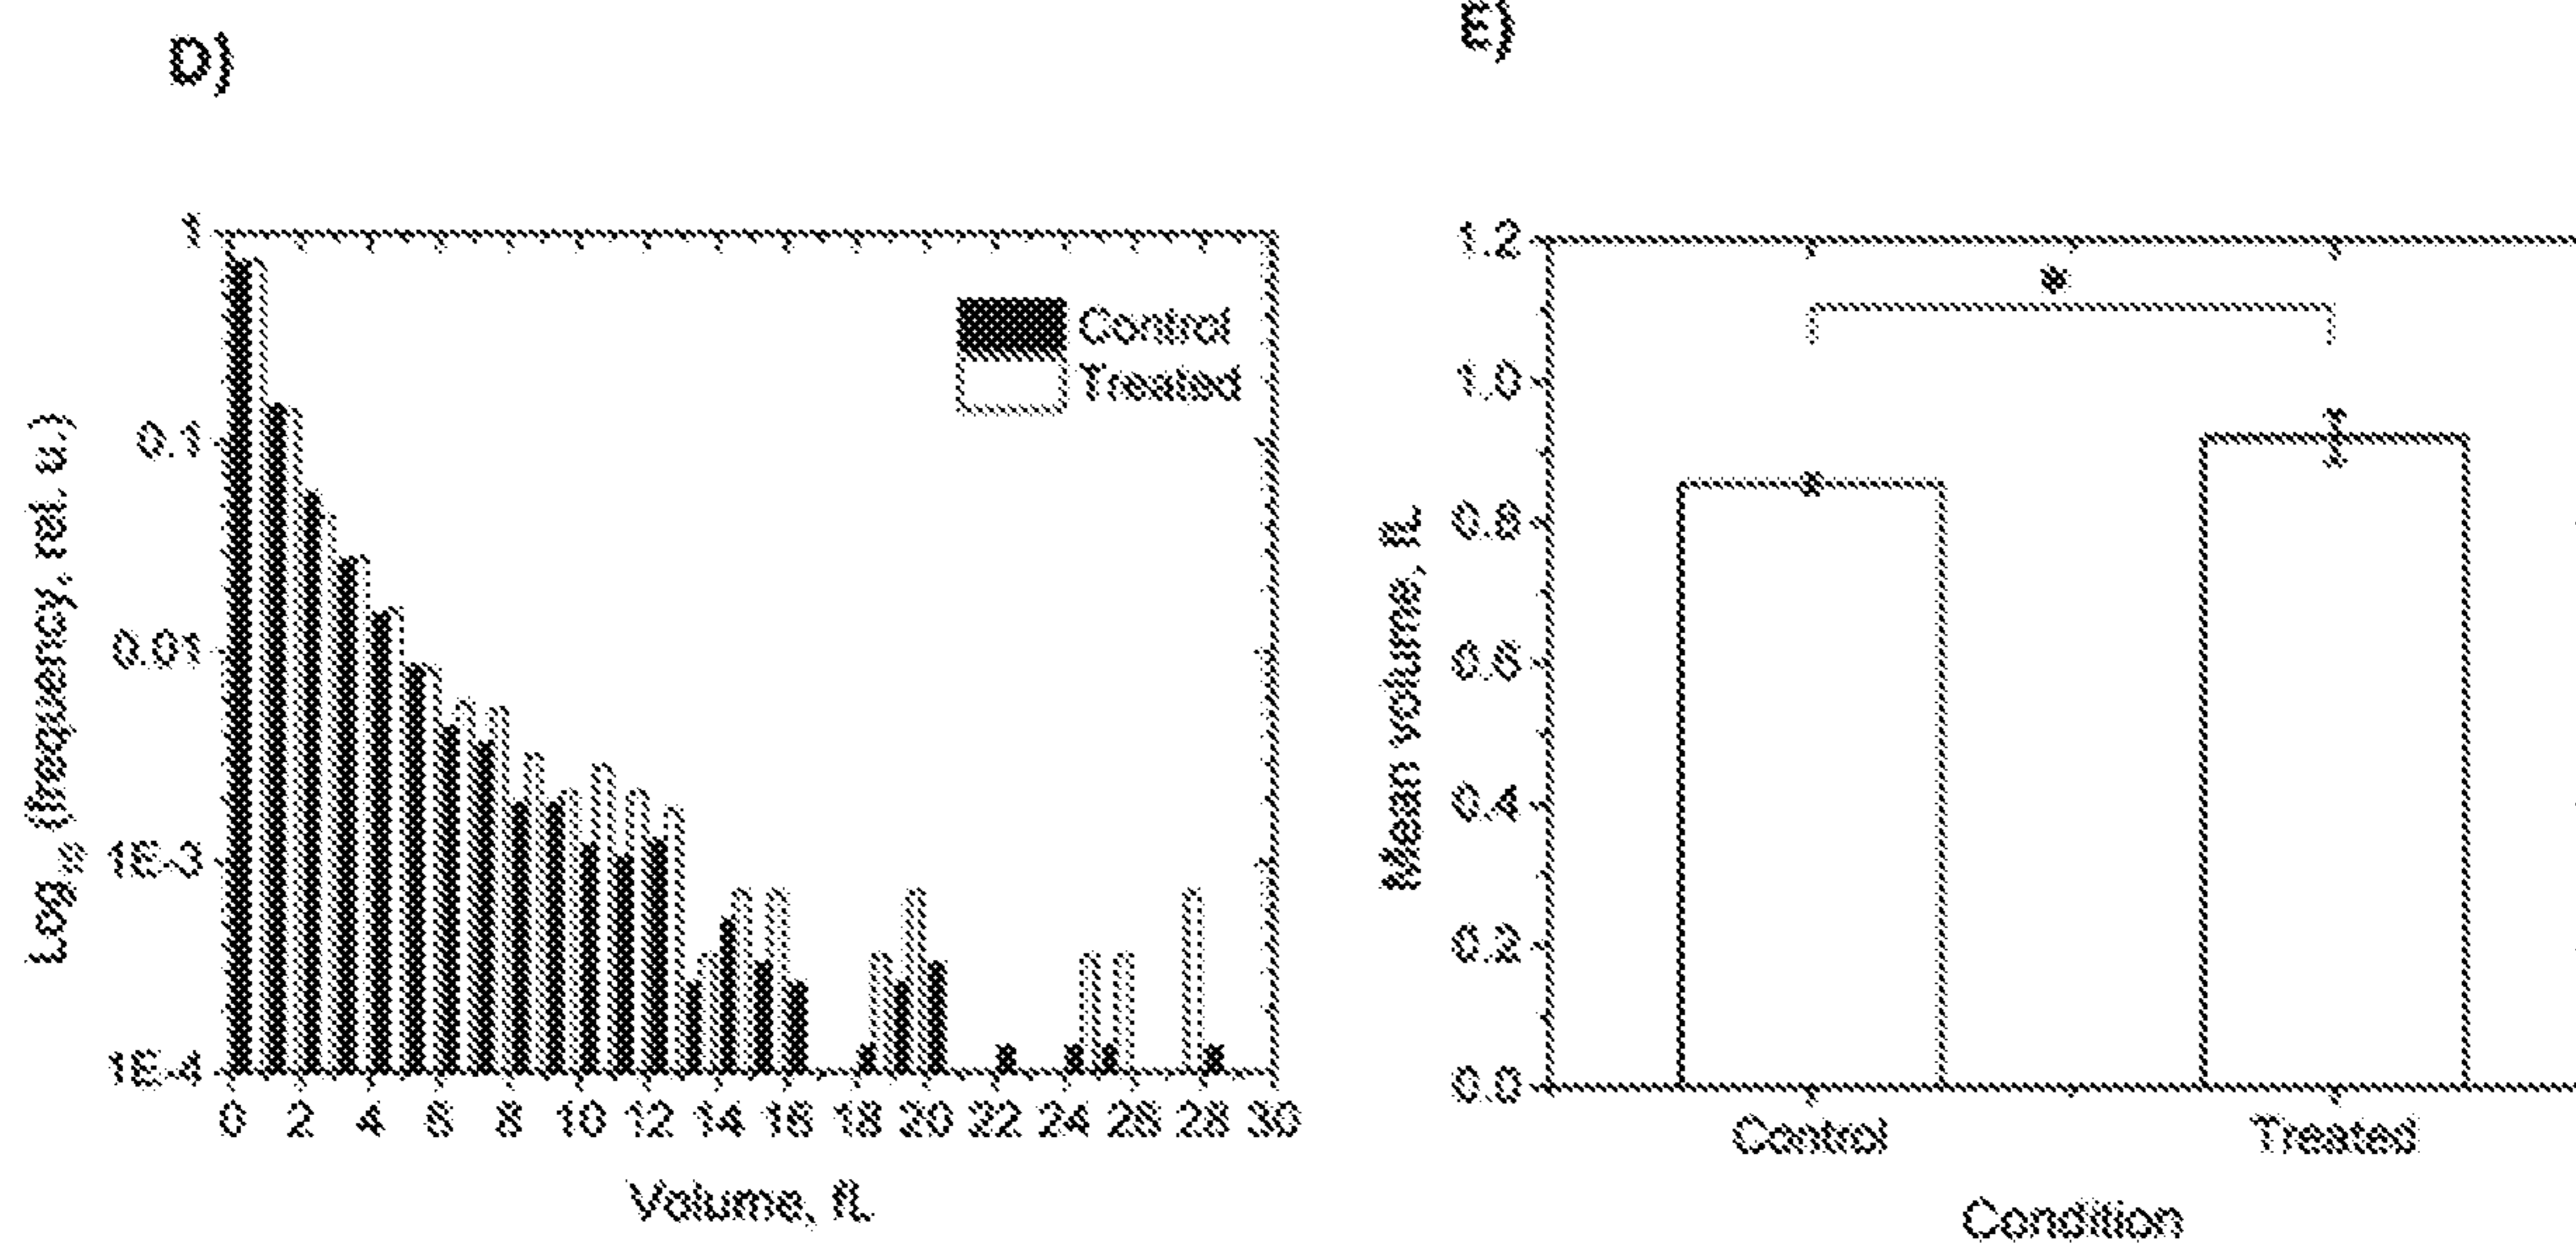 D)
1
0.1
0.01
1E-3
1E-4
Log10 (frequency, rel. u.)
Control
Treated
0 2 4 6 8 10 12 14 16 18 20 22 24 26 28 30
Volume, fL
E)
1.2
1.0
0.8
0.6
0.4
0.2
0.0
Mean volume, fL
*
Control Treated
Condition